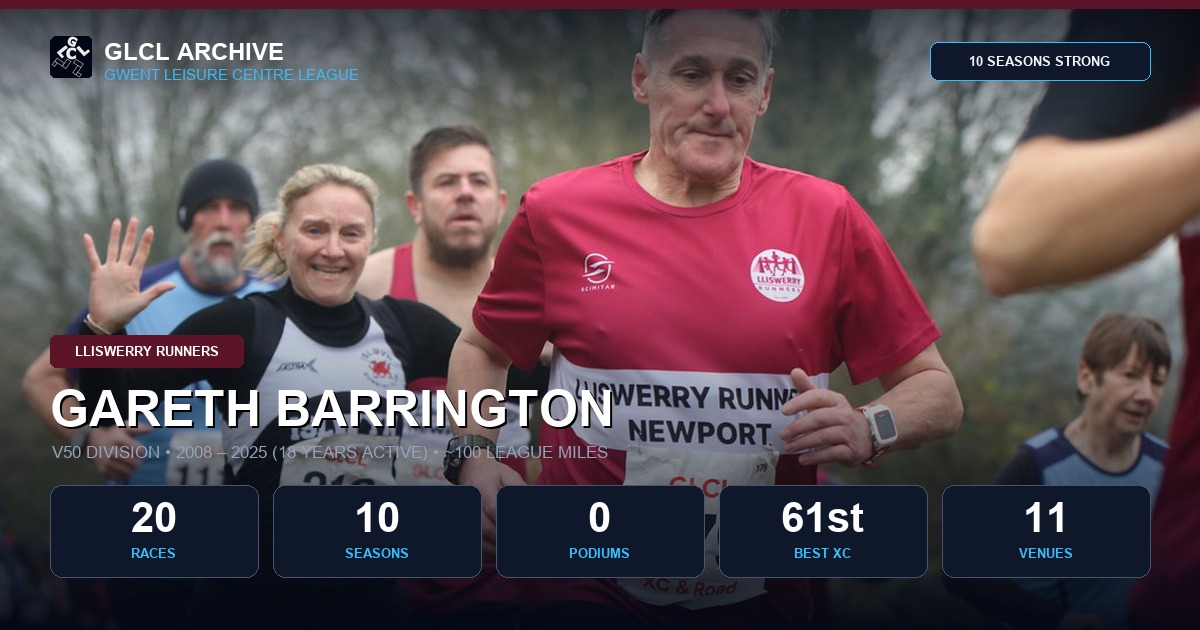 GLCL ARCHIVE
GWENT LEISURE CENTRE LEAGUE
10 SEASONS STRONG
SCIMITAR
LLISWERRY
RUNNERS
LLISWERRY RUNNERS
GARETH BARRINGTON
LISWERRY RUNN
NEWPORT
V50 DIVISION • 2008 – 2025 (18 YEARS ACTIVE) • ~100 LEAGUE MILES
179
GLCL
20
RACES
10
SEASONS
0
PODIUMS
61st
BEST XC
11
VENUES
XC & Road